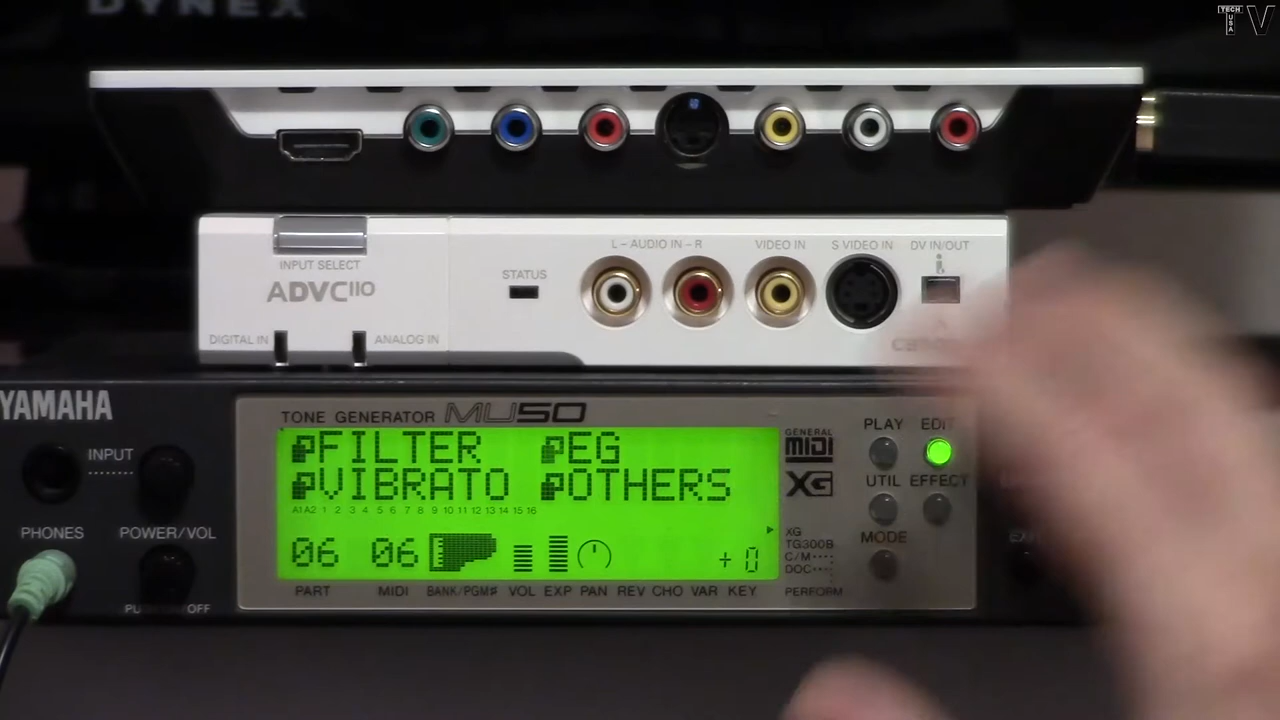 DYNEX
TECH
USA
TV
L – AUDIO IN – R
VIDEO IN
S VIDEO IN
DV IN/OUT
INPUT SELECT
STATUS
ADVC110
DIGITAL IN
ANALOG IN
YAMAHA
TONE GENERATOR MU50
INPUT
PHONES
POWER/VOL
FILTER
EG
VIBRATO
OTHERS
A1 A2 1 2 3 4 5 6 7 8 9 10 11 12 13 14 15 16
06 06 + 0
PART MIDI BANK/PGM# VOL EXP PAN REV CHO VAR KEY
GENERAL
MIDI
XG
XG
TG300B
C/M
DOC
PERFORM
PLAY
UTIL EFFECT
MODE